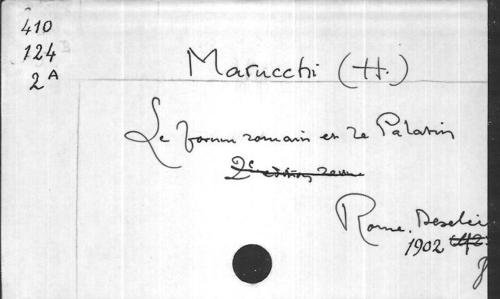 410
124
2A
Marucchi (H.)
Le forum romain et le Palatin
2e édition revue
Rome. Desclée
1902